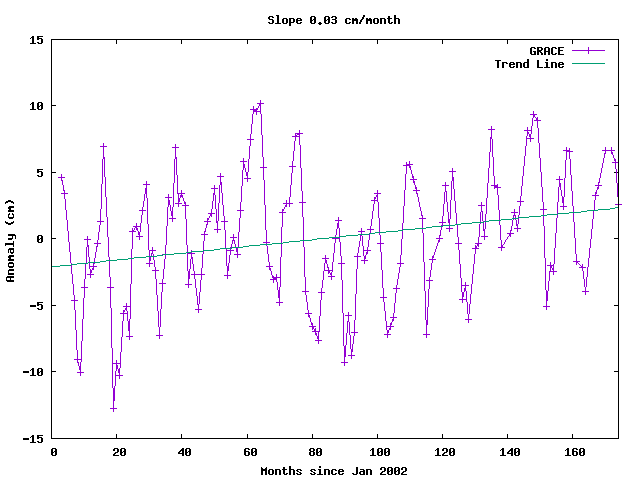 Slope 0.03 cm/month
GRACE
Trend Line
15
10
5
0
-5
-10
-15
Anomaly (cm)
0 20 40 60 80 100 120 140 160
Months since Jan 2002